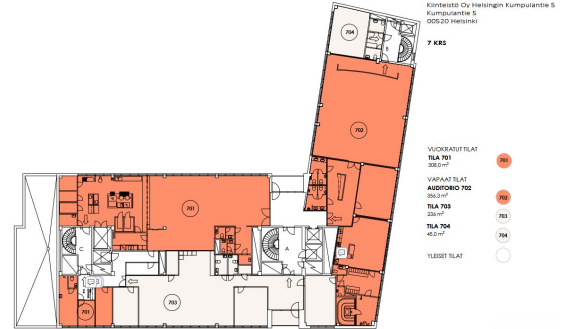 Kiinteistö Oy Helsingin Kumpulantie 5
Kumpulantie 5
00520 Helsinki
7 KRS
704
B
702
VUOKRATUT TILAT
TILA 701
308,0 m²
701
VAPAAT TILAT
AUDITORIO 702
356,3 m²
702
TILA 703
236 m²
703
TILA 704
45,0 m²
704
YLEISET TILAT
701
C
A
703
701